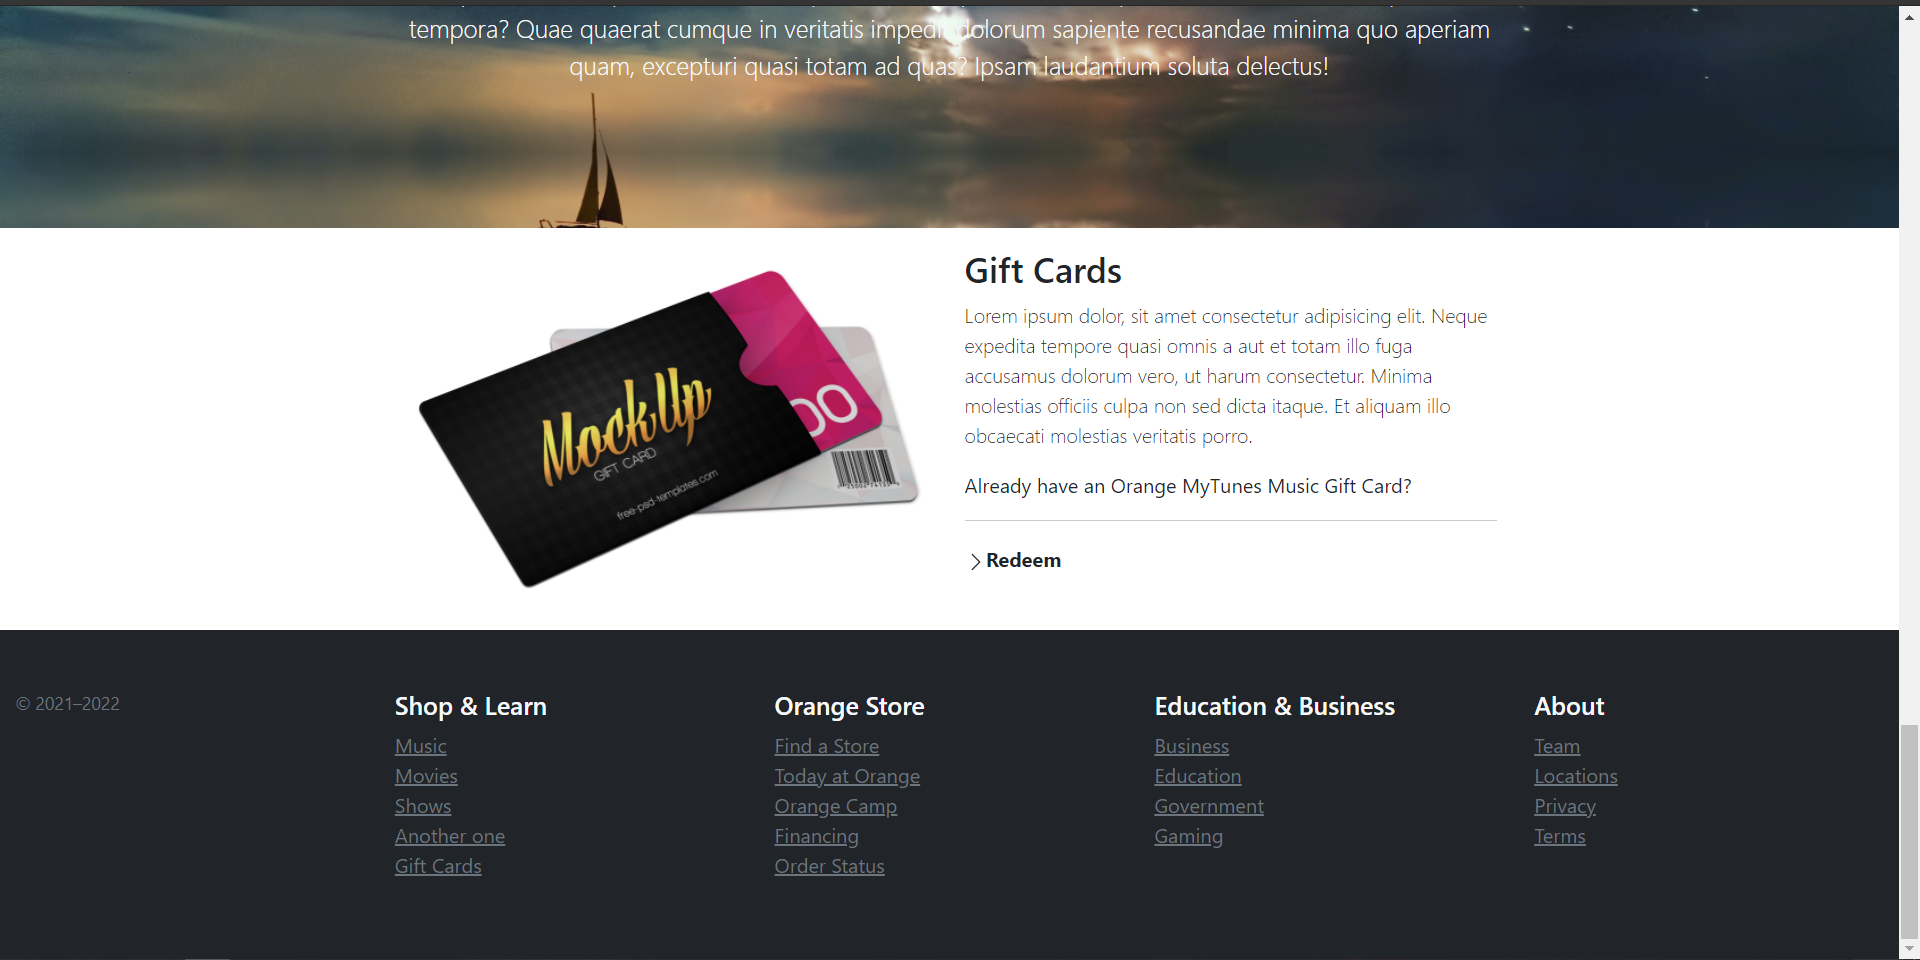 tempora? Quae quaerat cumque in veritatis impedit dolorum sapiente recusandae minima quo aperiam
quam, excepturi quasi totam ad quas? Ipsam laudantium soluta delectus!
Gift Cards
Lorem ipsum dolor, sit amet consectetur adipisicing elit. Neque
expedita tempore quasi omnis a aut et totam illo fuga
accusamus dolorum vero, ut harum consectetur. Minima
molestias officiis culpa non sed dicta itaque. Et aliquam illo
obcaecati molestias veritatis porro.
Already have an Orange MyTunes Music Gift Card?
Redeem
MockUp
GIFT CARD
free-psd-templates.com
00
© 2021–2022
Shop & Learn
Music
Movies
Shows
Another one
Gift Cards
Orange Store
Find a Store
Today at Orange
Orange Camp
Financing
Order Status
Education & Business
Business
Education
Government
Gaming
About
Team
Locations
Privacy
Terms